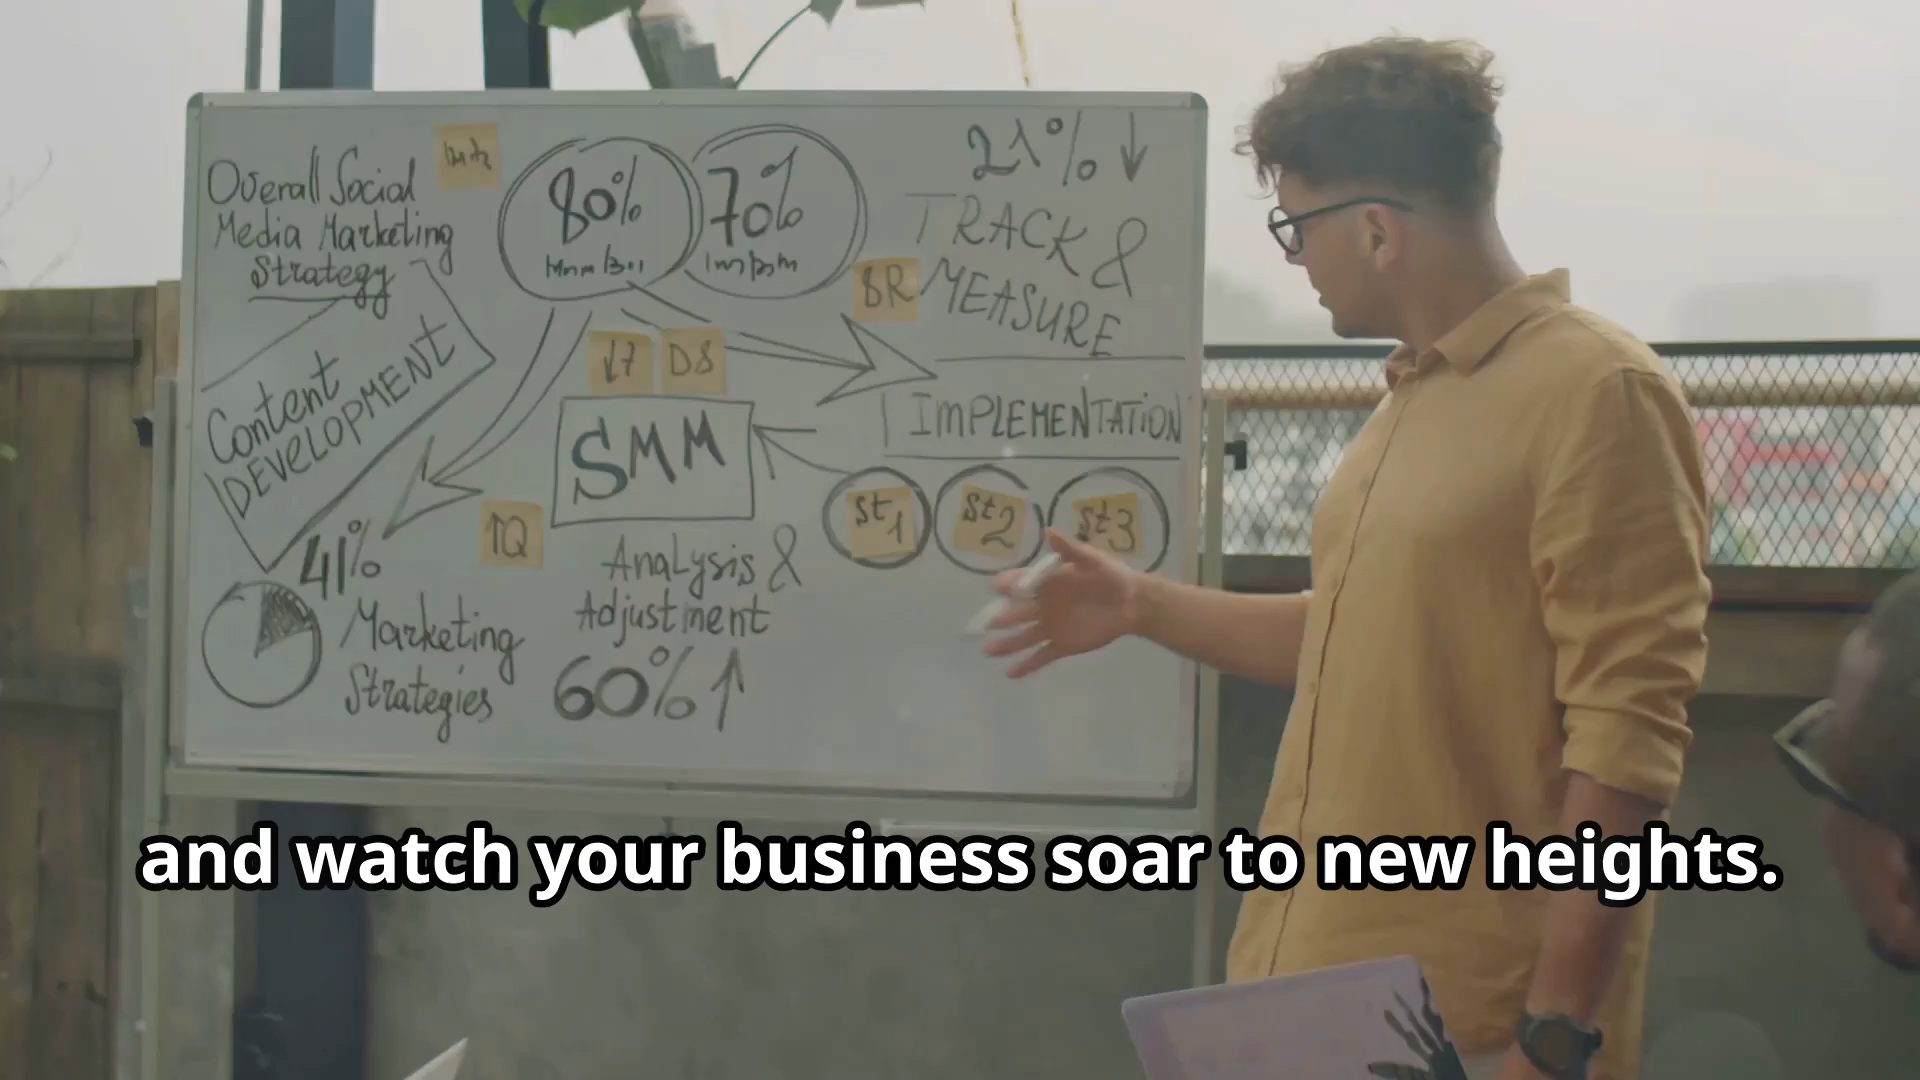 Overall Social
Media Marketing
Strategy
80%
70%
21%
TRACK &
MEASURE
BR
Content
DEVELOPMENT
D8
SMM
IMPLEMENTATION
St1
St2
St3
↑Q
41%
Marketing
Strategies
Analysis &
Adjustment
60%↑
and watch your business soar to new heights.